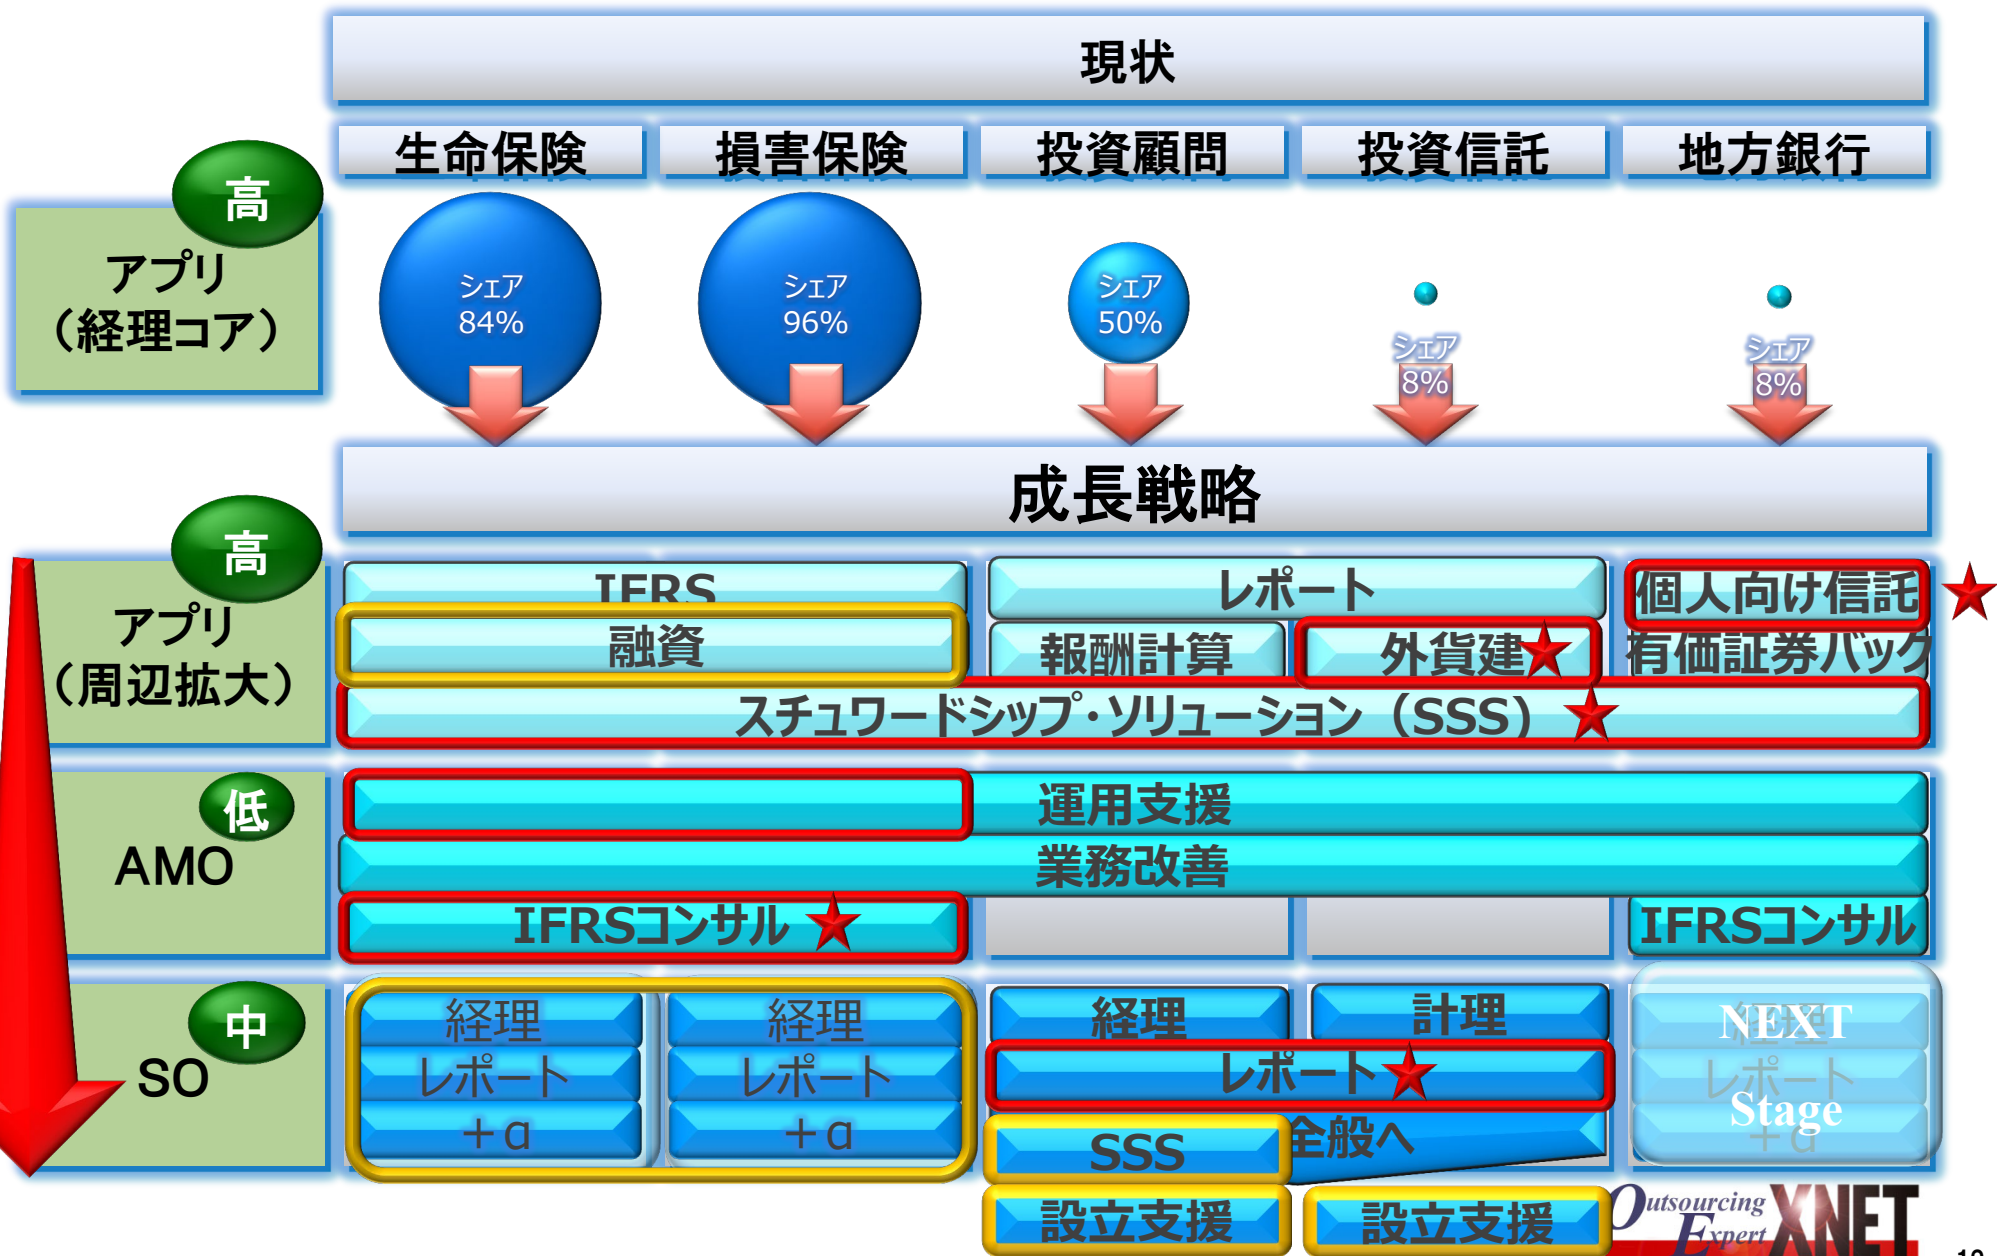 現状
生命保険
損害保険
投資顧問
投資信託
地方銀行
高
アプリ
（経理コア）
シェア
84%
シェア
96%
シェア
50%
シェア
8%
シェア
8%
成長戦略
高
アプリ
（周辺拡大）
IFRS
レポート
個人向け信託
融資
報酬計算
外貨建
有価証券バック
スチュワードシップ・ソリューション（SSS）
低
AMO
運用支援
業務改善
IFRSコンサル
IFRSコンサル
中
SO
経理
レポート
+α
経理
レポート
+α
経理
計理
レポート
全般へ
SSS
設立支援
設立支援
経理
レポート
+α
NEXT
Stage
Outsourcing
Expert
XNET